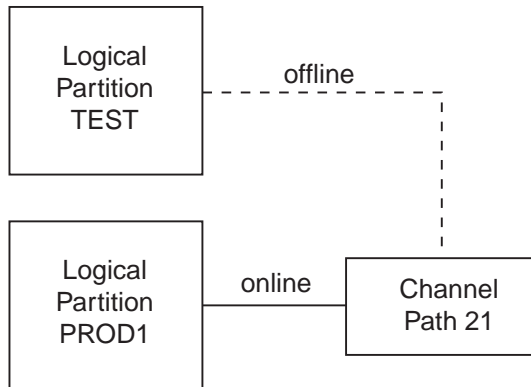 Logical
Partition
TEST
offline
Logical
Partition
PROD1
online
Channel
Path 21